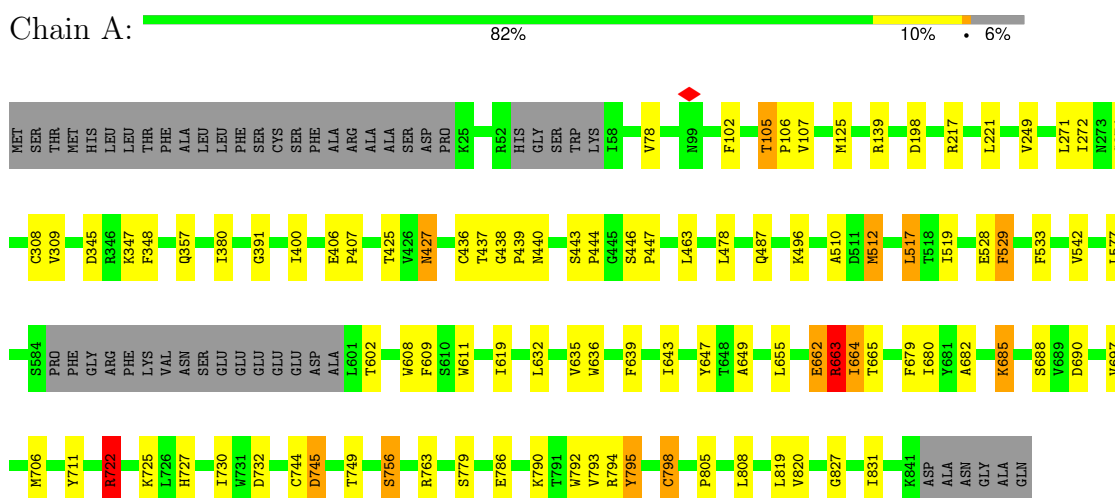 Chain A:
82% 10% • 6%
MET SER THR MET HIS LEU LEU THR PHE ALA LEU LEU PHE SER CYS SER PHE ALA ARG ALA ALA SER ASP PRO K25 R52 HIS GLY SER TRP LYS I58 V78 N99 F102 T105 P106 V107 M125 R139 D198 R217 L221 V249 L271 I272 N273
C308 V309 D345 R346 K347 F348 Q357 I380 G391 I400 E406 P407 T425 V426 N427 C436 T437 G438 P439 N440 S443 P444 G445 S446 P447 L463 L478 Q487 K496 A510 D511 M512 L517 T518 I519 E528 F529 F533 V542 L577
S584 PRO PHE GLY ARG PHE LYS VAL ASN SER GLU GLU GLU GLU GLU ASP ALA L601 T602 W608 F609 S610 W611 I619 L632 V635 W636 F639 I643 Y647 T648 A649 L655 E662 R663 I664 T665 F679 I680 Y681 A682 K685 S688 V689 D690 V697
M706 Y711 R722 K725 L726 H727 I730 W731 D732 C744 D745 T749 S756 R763 S779 E786 K790 T791 W792 V793 R794 Y795 C798 P805 L808 L819 V820 G827 I831 K841 ASP ALA ASN GLY ALA GLN